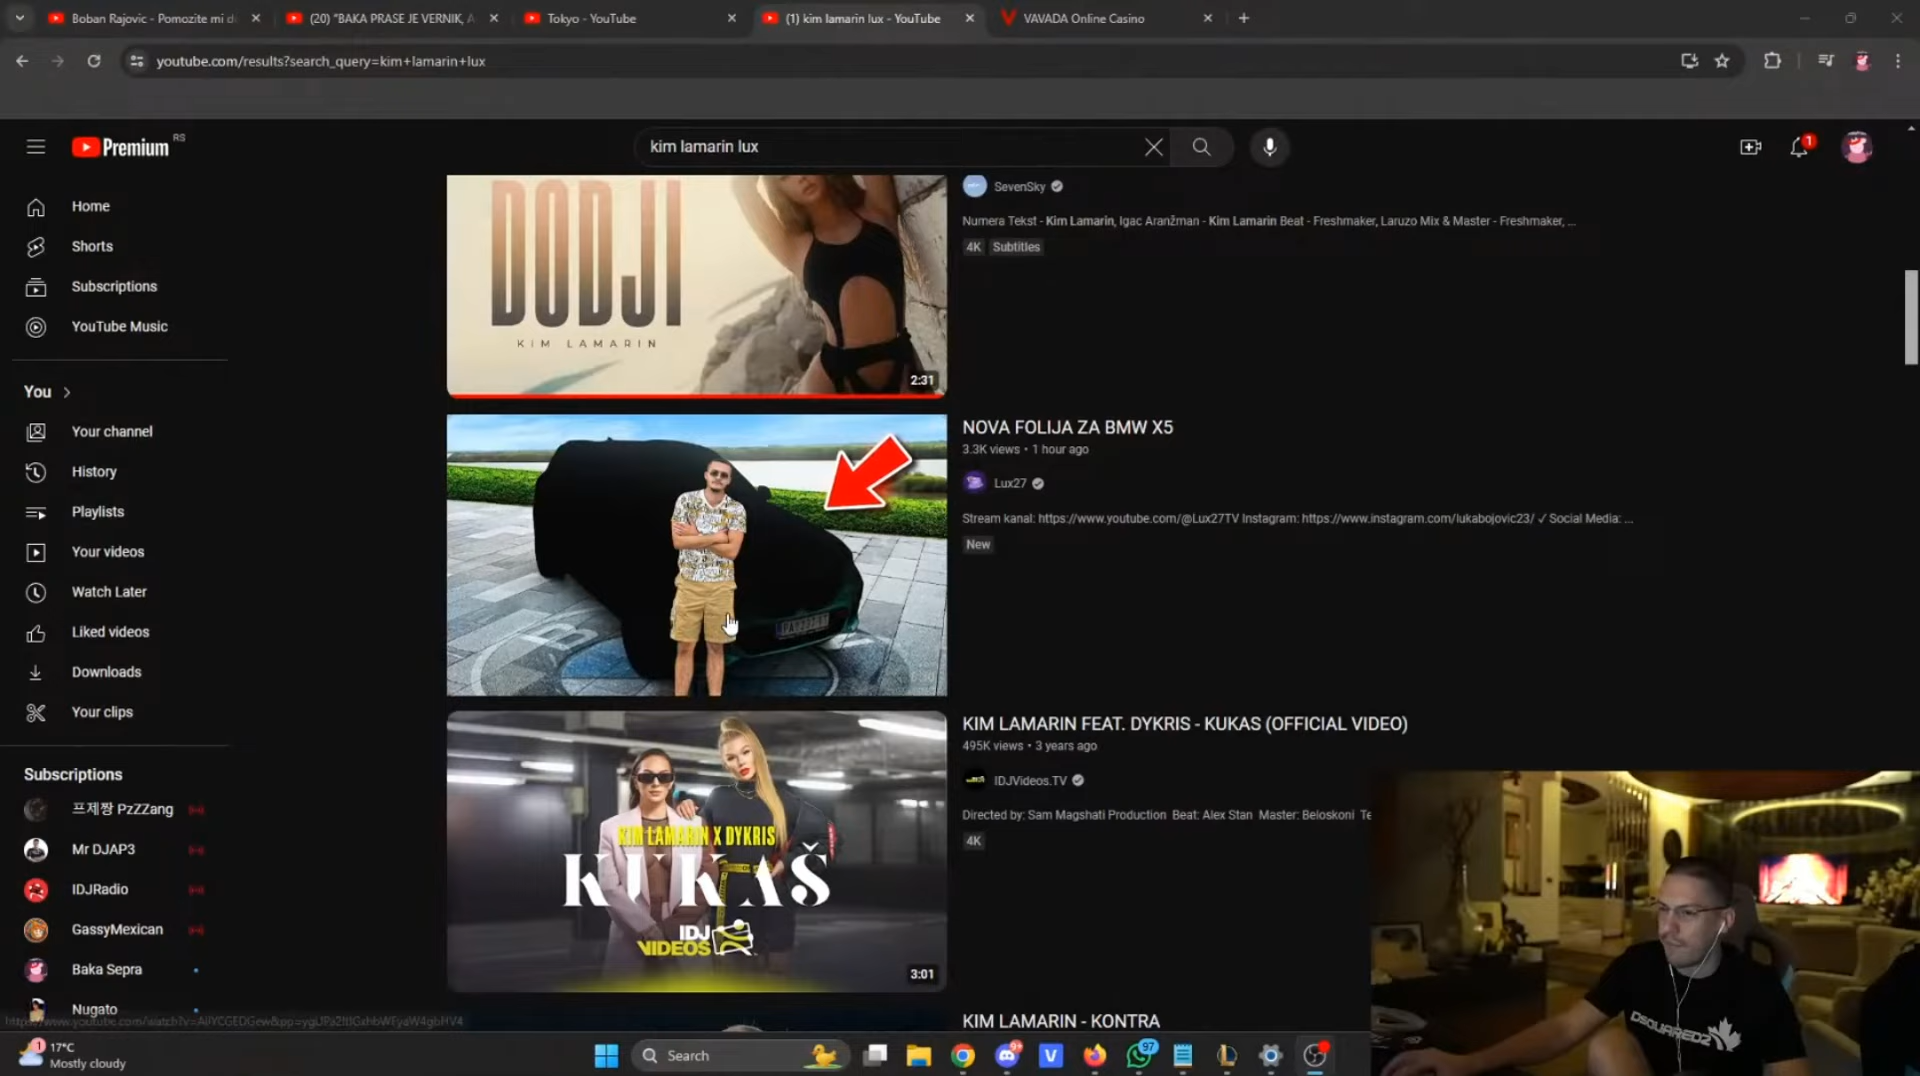 Boban Rajovic - Pomozite mi d
(20) "BAKA PRASE JE VERNIK, A
Tokyo - YouTube
(1) kim lamarin lux - YouTube
VAVADA Online Casino
youtube.com/results?search_query=kim+lamarin+lux
Premium RS
kim lamarin lux
1
Home
Shorts
Subscriptions
YouTube Music
You
Your channel
History
Playlists
Your videos
Watch Later
Liked videos
Downloads
Your clips
Subscriptions
프제짱 PzZZang
Mr DJAP3
IDJRadio
GassyMexican
Baka Sepra
Nugato
DODJI
KIM LAMARIN
2:31
SevenSky
Numera Tekst - Kim Lamarin, Igac Aranžman - Kim Lamarin Beat - Freshmaker, Laruzo Mix & Master - Freshmaker, ...
4K Subtitles
NOVA FOLIJA ZA BMW X5
3.3K views • 1 hour ago
Lux27
Stream kanal: https://www.youtube.com/@Lux27TV Instagram: https://www.instagram.com/lukabojovic23/ ✓ Social Media: ...
New
KIM LAMARIN X DYKRIS
KUKAŠ
IDJ
VIDEOS
3:01
KIM LAMARIN FEAT. DYKRIS - KUKAS (OFFICIAL VIDEO)
495K views • 3 years ago
IDJVideos.TV
Directed by: Sam Magshati Production Beat: Alex Stan Master: Beloskoni Te
4K
KIM LAMARIN - KONTRA
DSQUARED2
1
17°C
Mostly cloudy
Search
9+
97